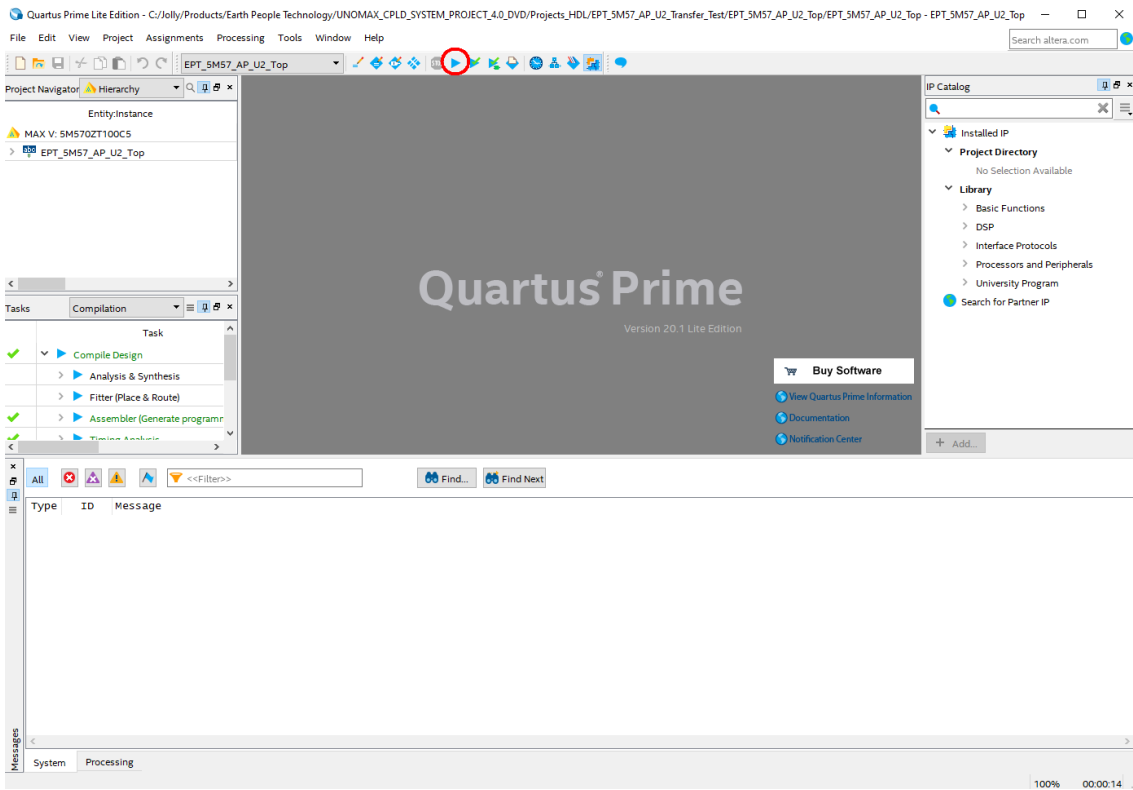 Quartus Prime Lite Edition - C:/Jolly/Products/Earth People Technology/UNOMAX_CPLD_SYSTEM_PROJECT_4.0_DVD/Projects_HDL/EPT_5M57_AP_U2_Transfer_Test/EPT_5M57_AP_U2_Top/EPT_5M57_AP_U2_Top - EPT_5M57_AP_U2_Top
File Edit View Project Assignments Processing Tools Window Help
Search altera.com
EPT_5M57_AP_U2_Top
Project Navigator Hierarchy
Entity:Instance
MAX V: 5M570ZT100C5
EPT_5M57_AP_U2_Top
Tasks Compilation
Task
Compile Design
Analysis & Synthesis
Fitter (Place & Route)
Assembler (Generate programr
Timing Analysis
Quartus Prime
Version 20.1 Lite Edition
Buy Software
View Quartus Prime Information
Documentation
Notification Center
IP Catalog
Installed IP
Project Directory
No Selection Available
Library
Basic Functions
DSP
Interface Protocols
Processors and Peripherals
University Program
Search for Partner IP
+ Add...
All <<Filter>> Find... Find Next
Type ID Message
Messages
System Processing
100% 00:00:14